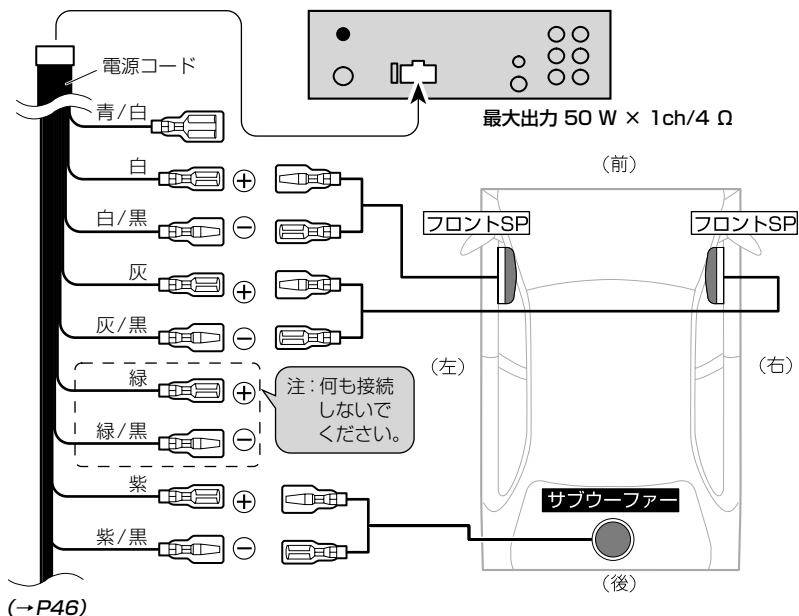 電源コード
最大出力 50 W × 1ch/4 Ω
青/白
白
⊕
白/黒
⊖
灰
⊕
灰/黒
⊖
緑
⊕
緑/黒
⊖
注：何も接続
しないで
ください。
紫
⊕
紫/黒
⊖
（前）
フロントSP
フロントSP
（左）
（右）
サブウーファー
（後）
(→P46)